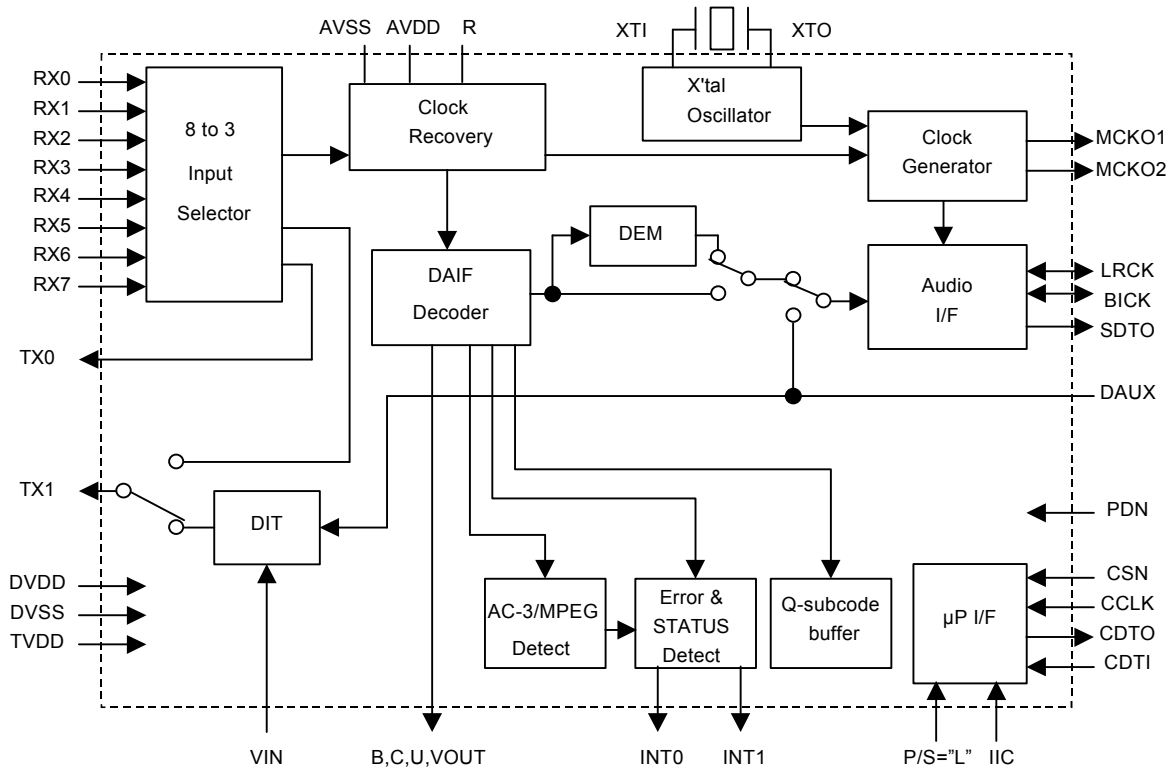 AVSS AVDD R
XTI XTO
RX0
RX1
RX2
RX3
RX4
RX5
RX6
RX7
8 to 3
Input
Selector
Clock
Recovery
X'tal
Oscillator
Clock
Generator
MCKO1
MCKO2
DEM
DAIF
Decoder
Audio
I/F
LRCK
BICK
SDTO
TX0
DAUX
TX1
DIT
PDN
DVDD
DVSS
TVDD
AC-3/MPEG
Detect
Error &
STATUS
Detect
Q-subcode
buffer
µP I/F
CSN
CCLK
CDTO
CDTI
VIN
B,C,U,VOUT
INT0
INT1
P/S=”L”
IIC